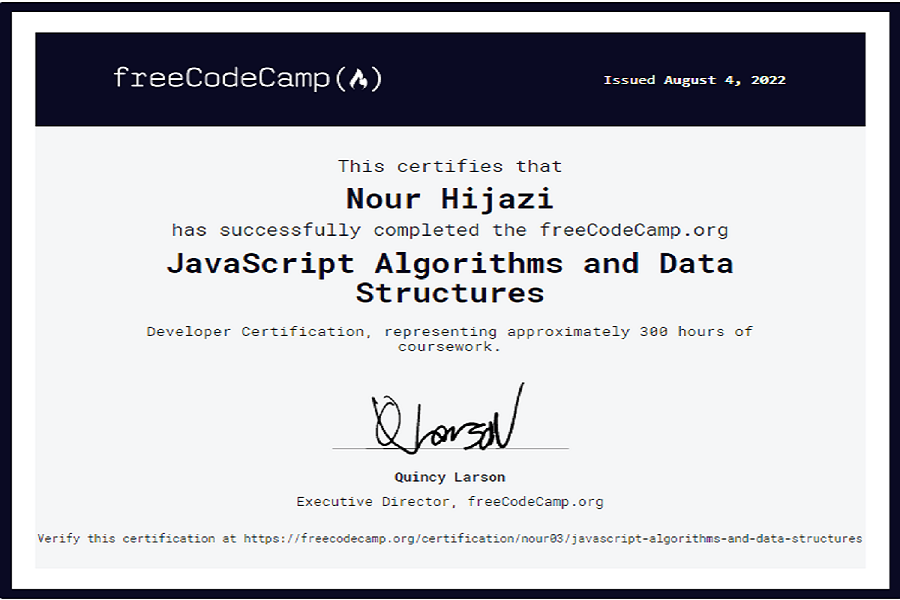 freeCodeCamp(🔥)
Issued August 4, 2022
This certifies that
Nour Hijazi
has successfully completed the freeCodeCamp.org
JavaScript Algorithms and Data
Structures
Developer Certification, representing approximately 300 hours of
coursework.
Q Larson
Quincy Larson
Executive Director, freeCodeCamp.org
Verify this certification at https://freecodecamp.org/certification/nour03/javascript-algorithms-and-data-structures